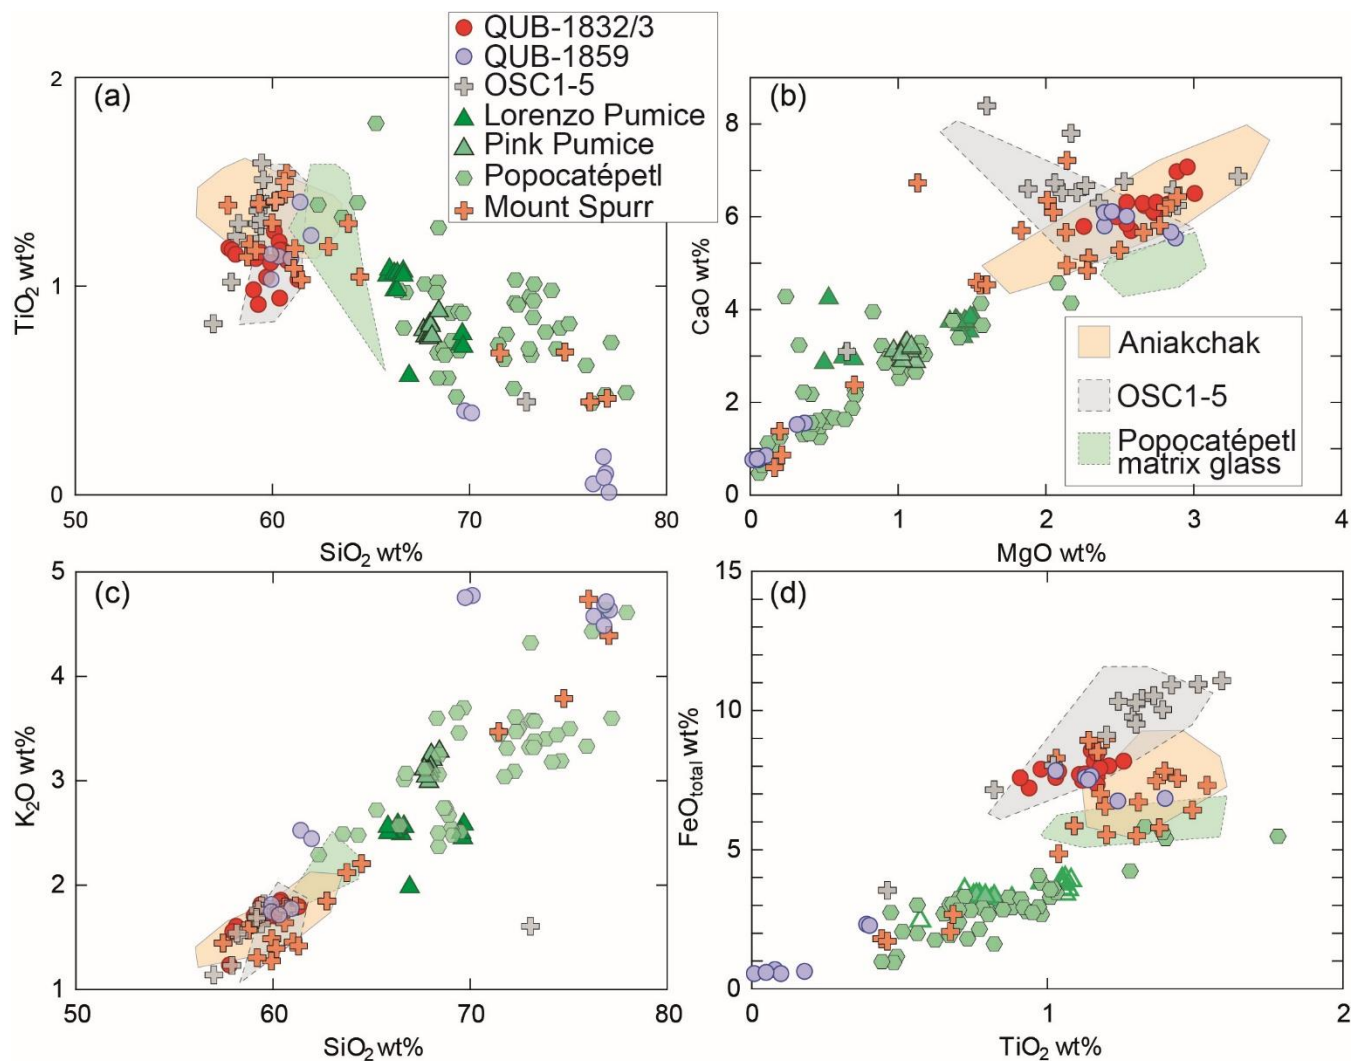 QUB-1832/3
QUB-1859
OSC1-5
Lorenzo Pumice
Pink Pumice
Popocatépetl
Mount Spurr
(a)
2
1
0
TiO2 wt%
50
60
70
80
SiO2 wt%
(b)
8
6
4
2
0
CaO wt%
0
1
2
3
4
MgO wt%
Aniakchak
OSC1-5
Popocatépetl
matrix glass
(c)
5
4
3
2
1
K2O wt%
50
60
70
80
SiO2 wt%
(d)
15
10
5
0
FeOtotal wt%
0
1
2
TiO2 wt%